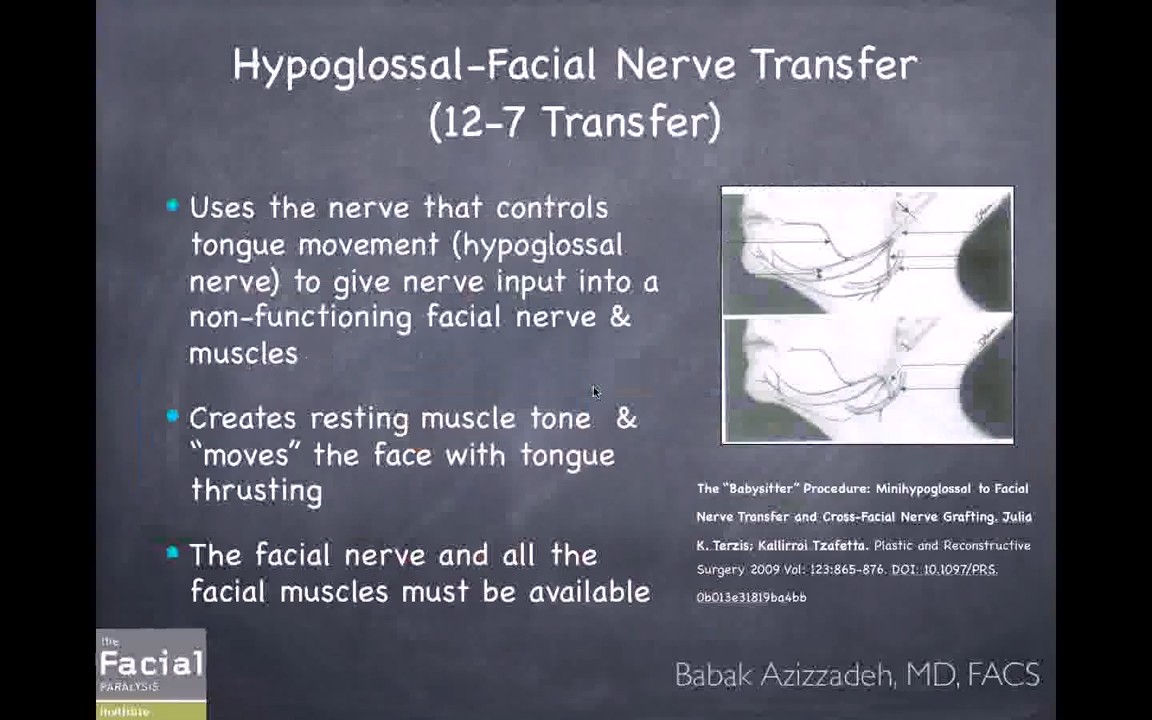 Hypoglossal-Facial Nerve Transfer
(12-7 Transfer)
Uses the nerve that controls
tongue movement (hypoglossal
nerve) to give nerve input into a
non-functioning facial nerve &
muscles
Creates resting muscle tone &
“moves” the face with tongue
thrusting
The facial nerve and all the
facial muscles must be available
The “Babysitter” Procedure: Minihypoglossal to Facial
Nerve Transfer and Cross-Facial Nerve Grafting. Julia
K. Terzis; Kallirroi Tzafetta. Plastic and Reconstructive
Surgery 2009 Vol: 123:865-876. DOI: 10.1097/PRS.
0b013e31819ba4bb
the
Facial
PARALYSIS
institute
Babak Azizzadeh, MD, FACS